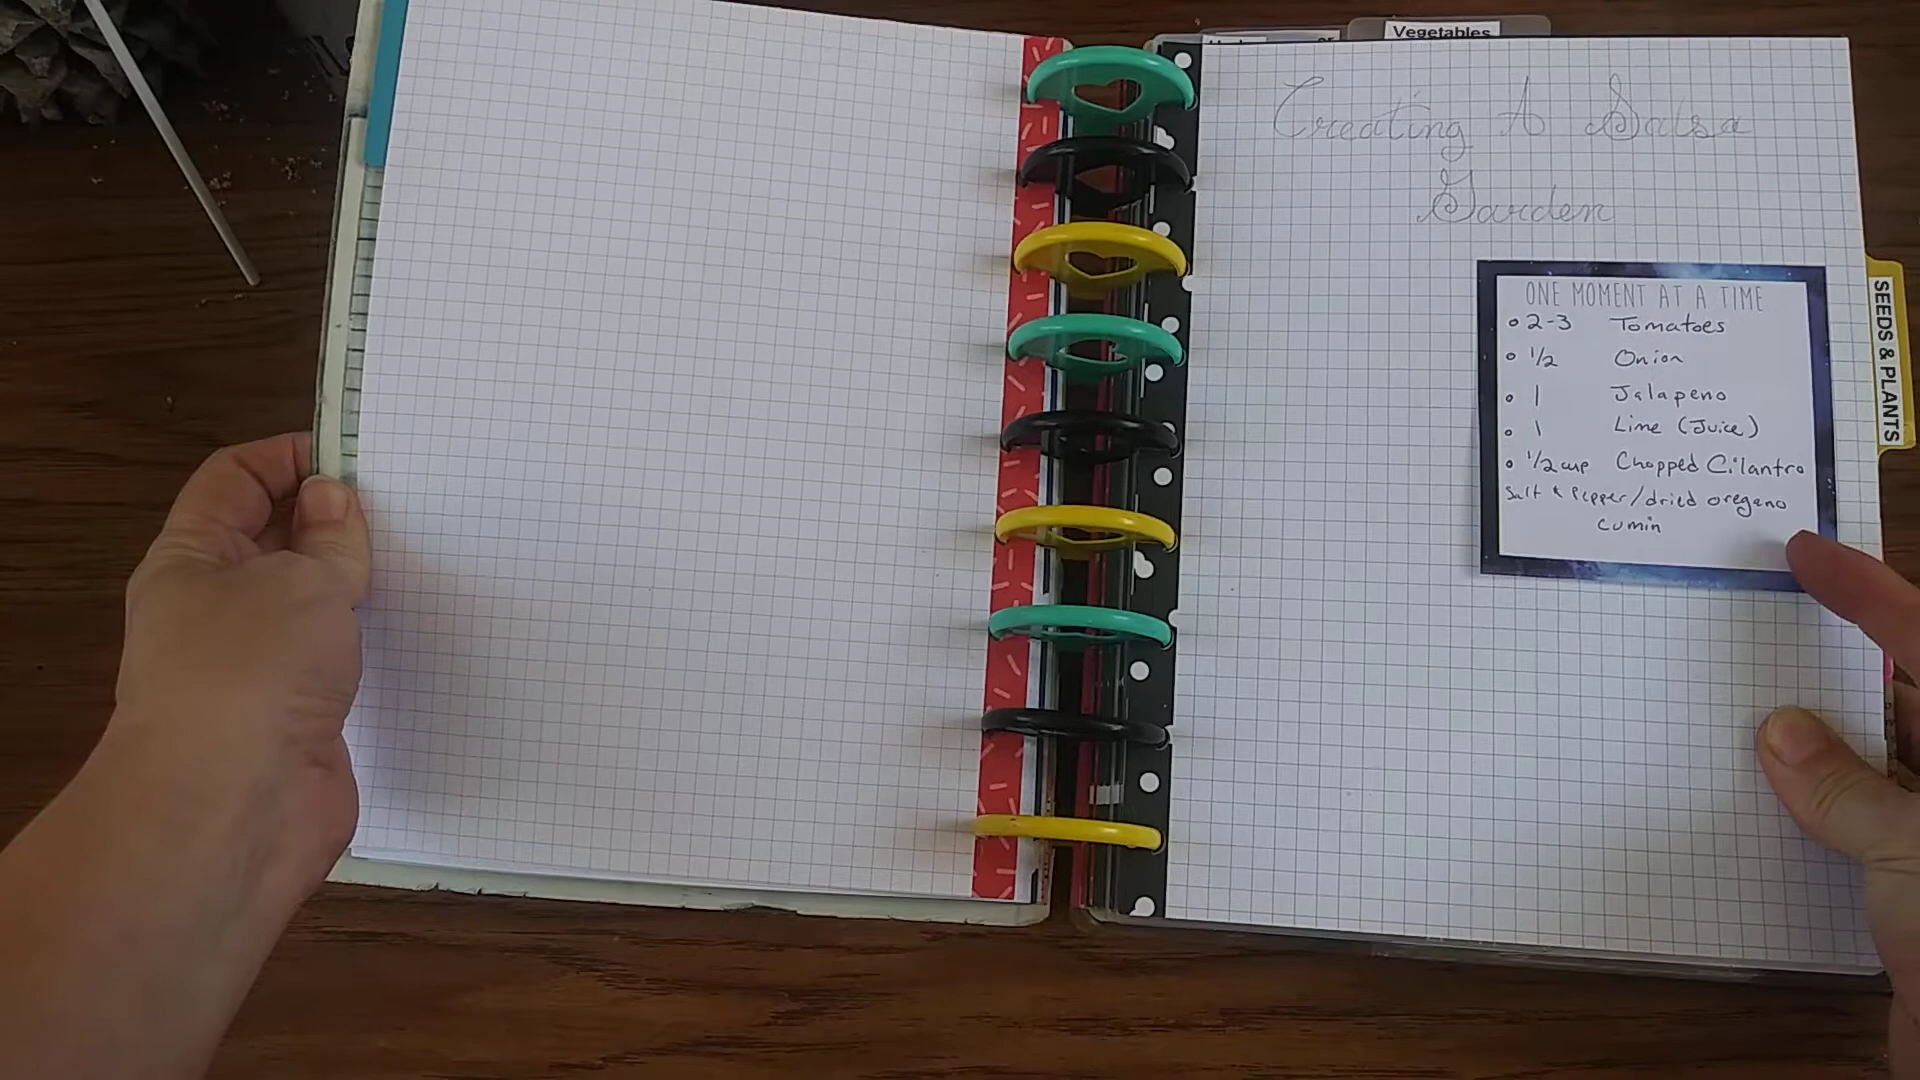 Vegetables
Creating A Salsa
Garden
SEEDS & PLANTS
ONE MOMENT AT A TIME
2-3 Tomatoes
1/2 Onion
1 Jalapeno
1 Lime (Juice)
1/2 cup Chopped Cilantro
Salt & Pepper/dried oregano
cumin